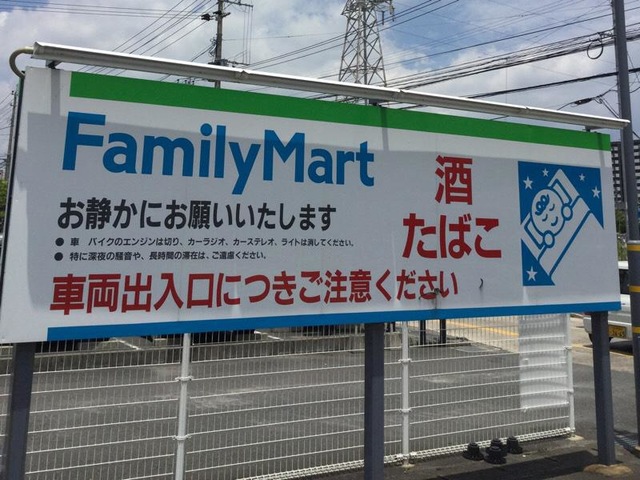 FamilyMart
お静かにお願いいたします
● 車 バイクのエンジンは切り、カーラジオ、カーステレオ、ライトは消してください。
● 特に深夜の騒音や、長時間の滞在は、ご遠慮ください。
酒
たばこ
車両出入口につきご注意ください